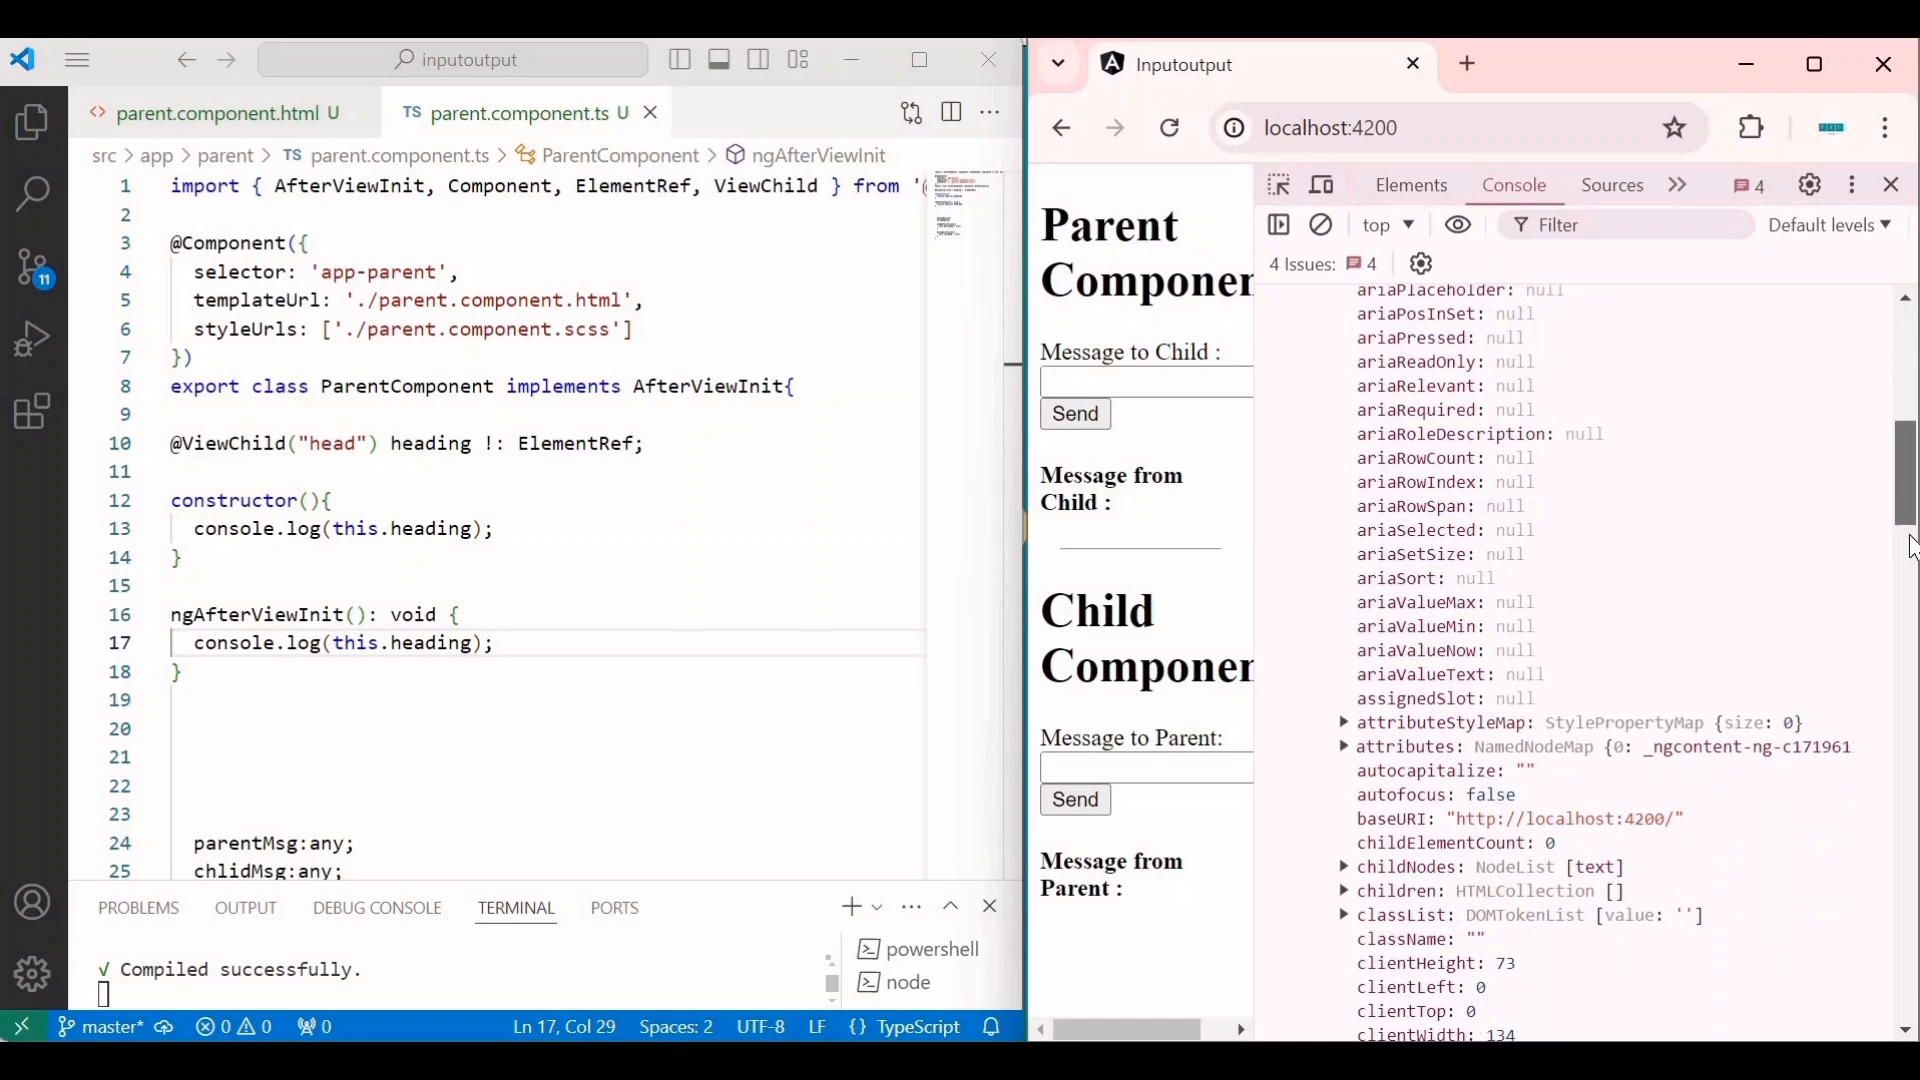 inputoutput
parent.component.html U
TS parent.component.ts U
src > app > parent > TS parent.component.ts > ParentComponent > ngAfterViewInit
1 import { AfterViewInit, Component, ElementRef, ViewChild } from '@
2
3 @Component({
4 selector: 'app-parent',
5 templateUrl: './parent.component.html',
6 styleUrls: ['./parent.component.scss']
7 })
8 export class ParentComponent implements AfterViewInit{
9
10 @ViewChild("head") heading !: ElementRef;
11
12 constructor(){
13 console.log(this.heading);
14 }
15
16 ngAfterViewInit(): void {
17 console.log(this.heading);
18 }
19
20
21
22
23
24 parentMsg:any;
25 chlidMsg:any;
11
PROBLEMS OUTPUT DEBUG CONSOLE TERMINAL PORTS
√ Compiled successfully.
powershell
node
master* 0 0 0 Ln 17, Col 29 Spaces: 2 UTF-8 LF {} TypeScript
Inputoutput
localhost:4200
Parent
Componen
Message to Child :
Send
Message from
Child :
Child
Componen
Message to Parent:
Send
Message from
Parent :
Elements Console Sources 4
top Filter Default levels
4 Issues: 4
ariaPlaceholder: null
ariaPosInSet: null
ariaPressed: null
ariaReadOnly: null
ariaRelevant: null
ariaRequired: null
ariaRoleDescription: null
ariaRowCount: null
ariaRowIndex: null
ariaRowSpan: null
ariaSelected: null
ariaSetSize: null
ariaSort: null
ariaValueMax: null
ariaValueMin: null
ariaValueNow: null
ariaValueText: null
assignedSlot: null
attributeStyleMap: StylePropertyMap {size: 0}
attributes: NamedNodeMap {0: _ngcontent-ng-c171961
autocapitalize: ""
autofocus: false
baseURI: "http://localhost:4200/"
childElementCount: 0
childNodes: NodeList [text]
children: HTMLCollection []
classList: DOMTokenList [value: '']
className: ""
clientHeight: 73
clientLeft: 0
clientTop: 0
clientWidth: 134